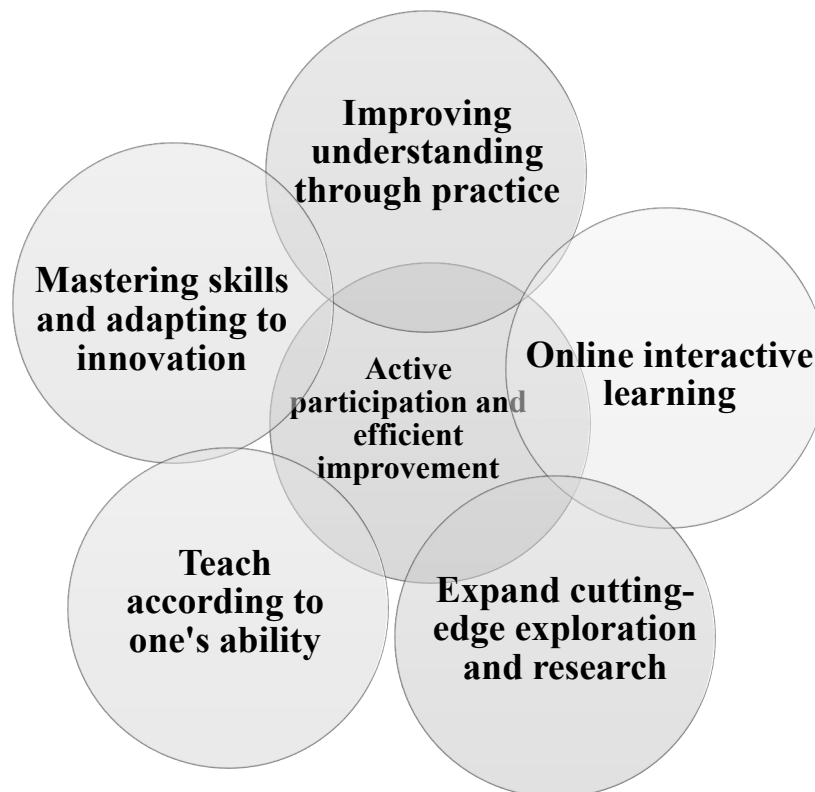 Improving
understanding
through practice
Mastering skills
and adapting to
innovation
Active
participation and
efficient
improvement
Online interactive
learning
Teach
according to
one's ability
Expand cutting-
edge exploration
and research